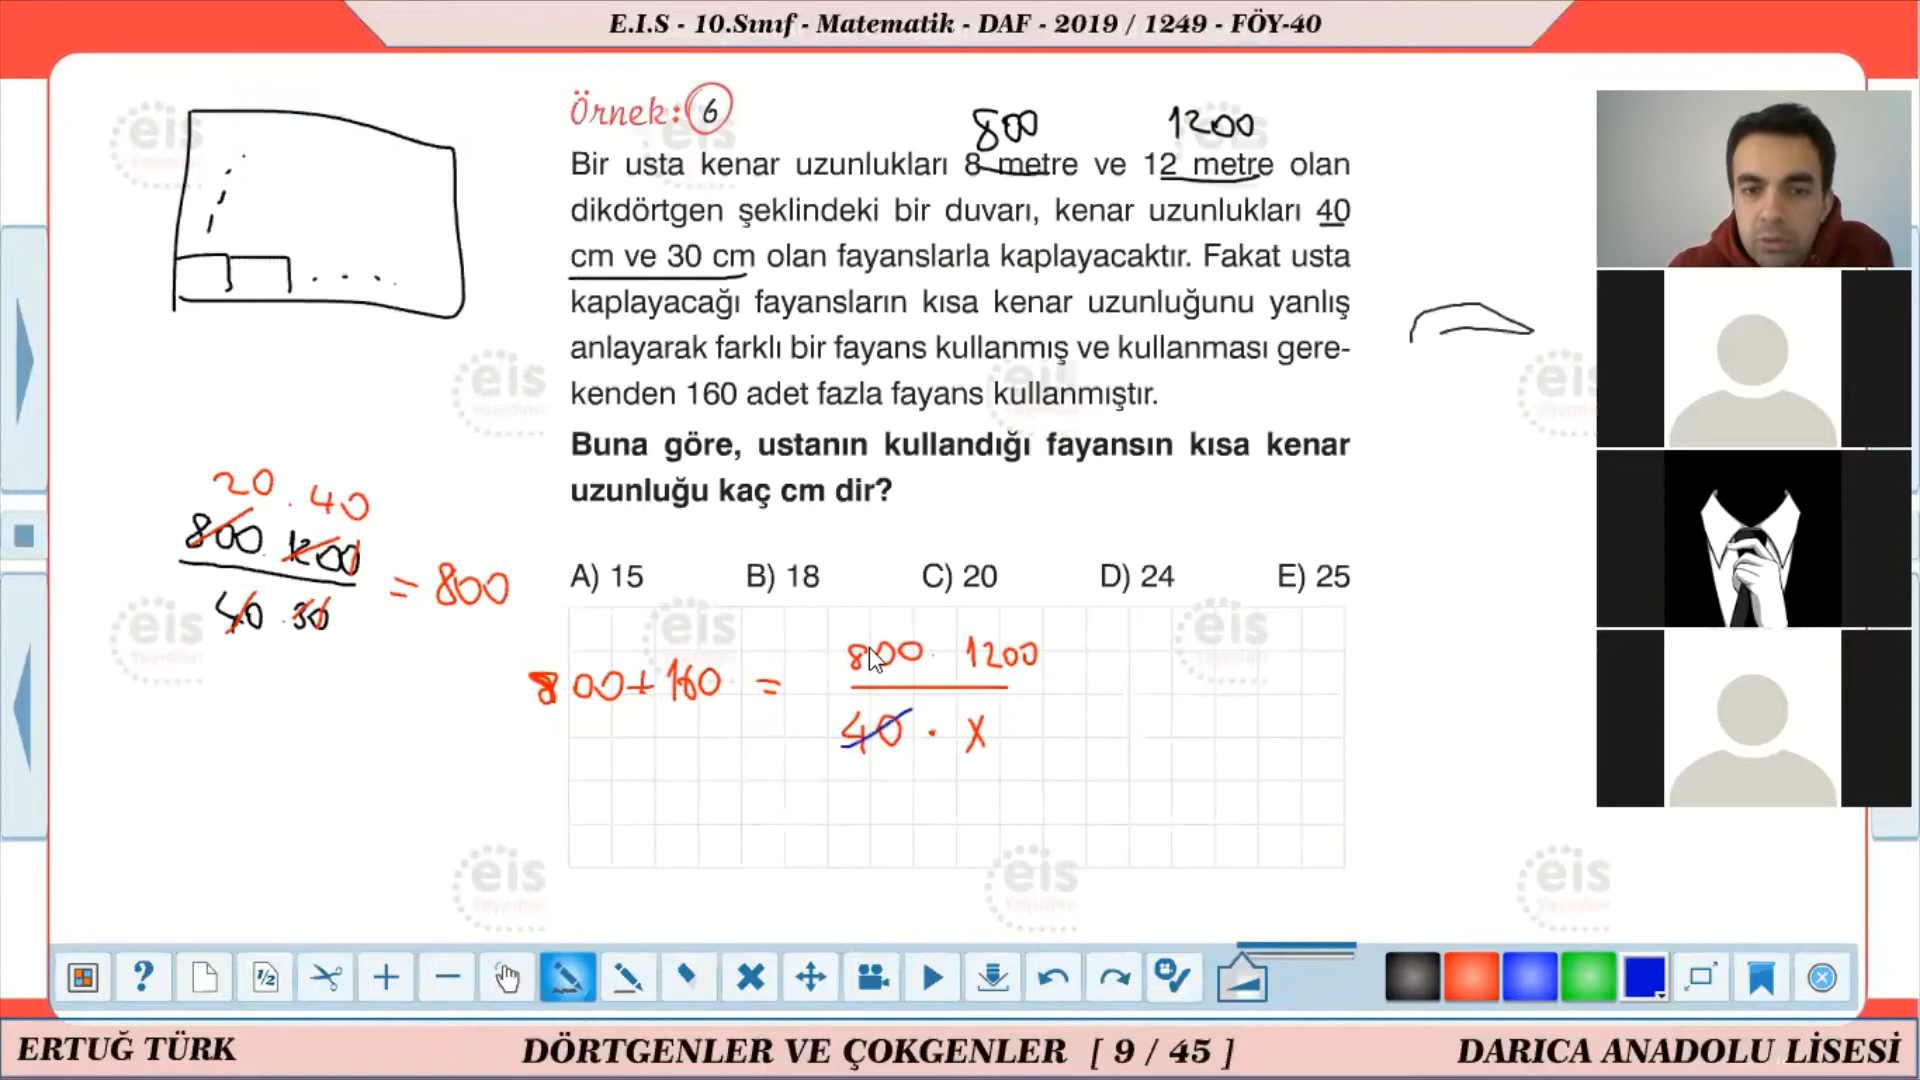 E.I.S - 10.Sınıf - Matematik - DAF - 2019 / 1249 - FÖY-40
Örnek: 6
800 1200
Bir usta kenar uzunlukları 8 metre ve 12 metre olan
dikdörtgen şeklindeki bir duvarı, kenar uzunlukları 40
cm ve 30 cm olan fayanslarla kaplayacaktır. Fakat usta
kaplayacağı fayansların kısa kenar uzunluğunu yanlış
anlayarak farklı bir fayans kullanmış ve kullanması gere-
kenden 160 adet fazla fayans kullanmıştır.
Buna göre, ustanın kullandığı fayansın kısa kenar
uzunluğu kaç cm dir?
A) 15 B) 18 C) 20 D) 24 E) 25
20 . 40
800 . 1200
40 . 30
= 800
800 + 160 =
800 . 1200
40 . X
eis
Yayınları
1/2
ERTUĞ TÜRK
DÖRTGENLER VE ÇOKGENLER [ 9 / 45 ]
DARICA ANADOLU LİSESİ